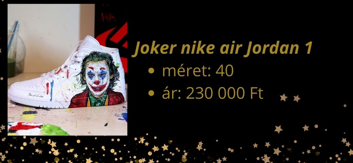 Joker nike air Jordan 1
• méret: 40
• ár: 230 000 Ft